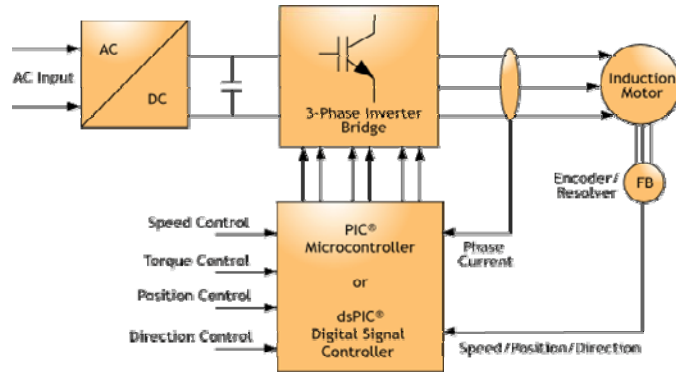 AC
DC
AC Input
3-Phase Inverter
Bridge
Induction
Motor
Encoder/
Resolver
FB
Speed Control
Torque Control
Position Control
Direction Control
PIC®
Microcontroller
or
dsPIC®
Digital Signal
Controller
Phase
Current
Speed/Position/Direction